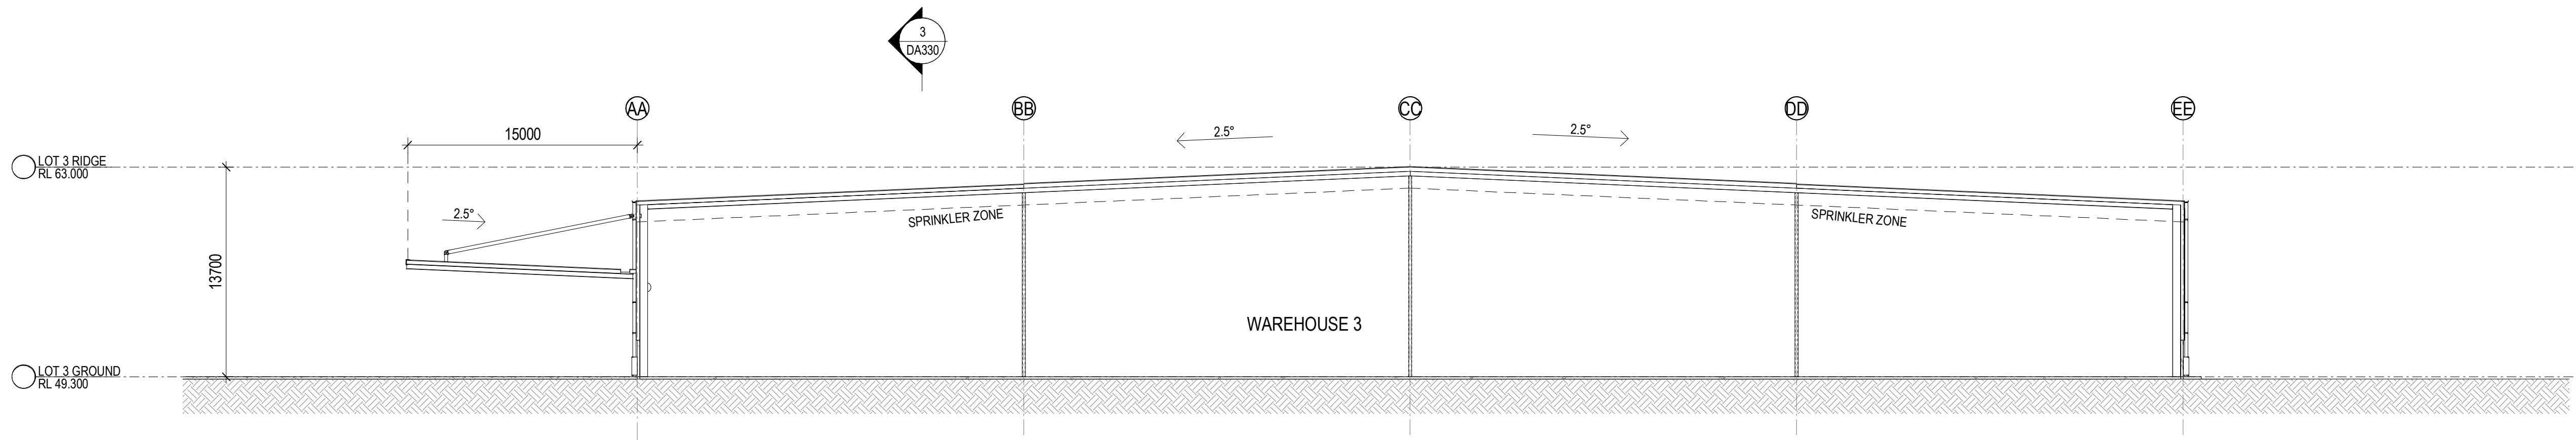 3
DA330
AA
BB
CC
DD
EE
15000
2.5°
2.5°
LOT 3 RIDGE
RL 63.000
2.5°
SPRINKLER ZONE
SPRINKLER ZONE
13700
WAREHOUSE 3
LOT 3 GROUND
RL 49.300